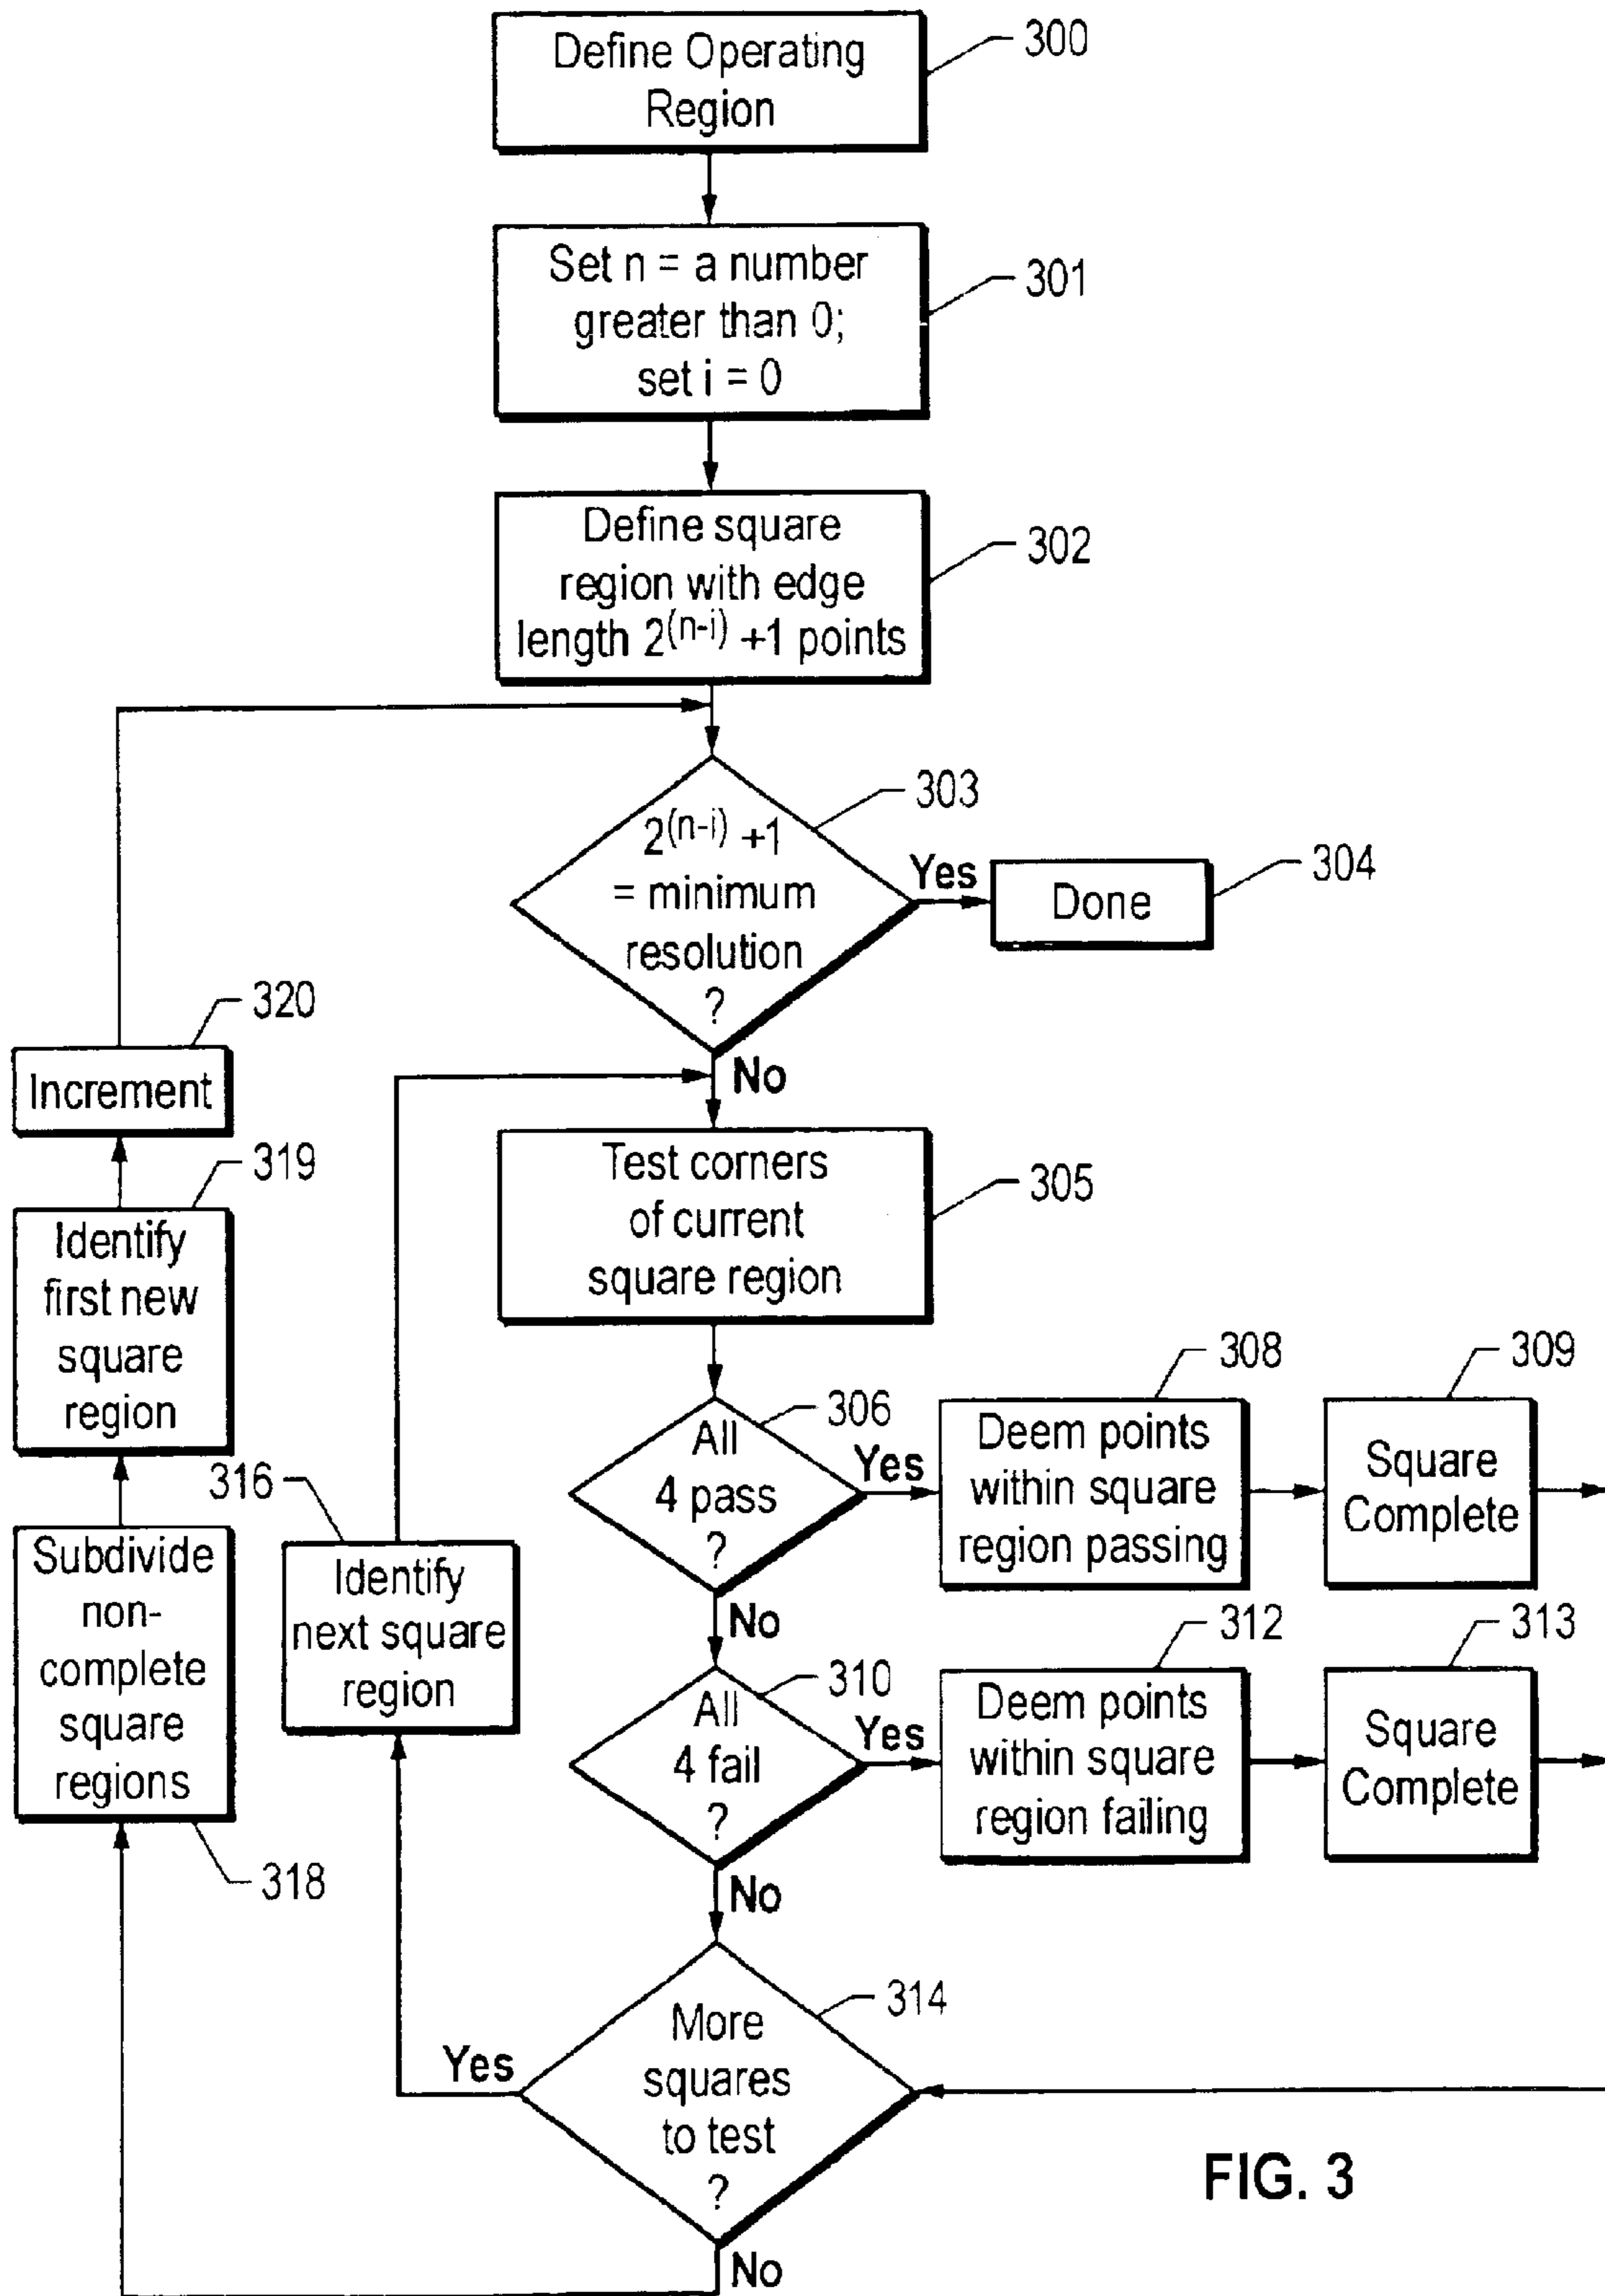 Define Operating
Region
300
Set n = a number
greater than 0;
set i = 0
301
Define square
region with edge
length 2^(n-i) +1 points
302
2^(n-i) +1
= minimum
resolution
?
303
Yes
Done
304
No
320
Increment
319
Identify
first new
square
region
Test corners
of current
square region
305
All
4 pass
?
306
Yes
Deem points
within square
region passing
308
Square
Complete
309
No
316
Identify
next square
region
Subdivide
non-
complete
square
regions
318
All
4 fail
?
310
Yes
Deem points
within square
region failing
312
Square
Complete
313
No
More
squares
to test
?
314
Yes
No
FIG. 3